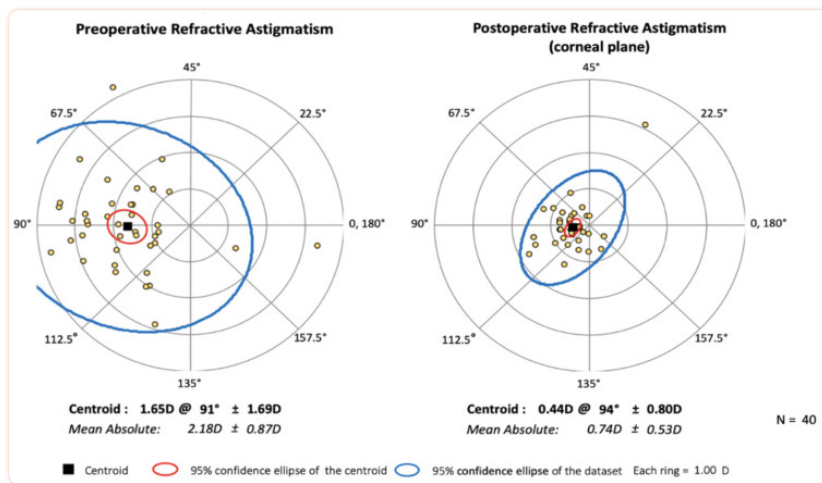 Preoperative Refractive Astigmatism
45°
67.5°
22.5°
90°
0, 180°
112.5°
157.5°
135°
Centroid : 1.65D @ 91° ± 1.69D
Mean Absolute: 2.18D ± 0.87D
Postoperative Refractive Astigmatism
(corneal plane)
45°
67.5°
22.5°
90°
0, 180°
112.5°
157.5°
135°
Centroid : 0.44D @ 94° ± 0.80D
Mean Absolute: 0.74D ± 0.53D
N = 40
Centroid
95% confidence ellipse of the centroid
95% confidence ellipse of the dataset
Each ring = 1.00 D